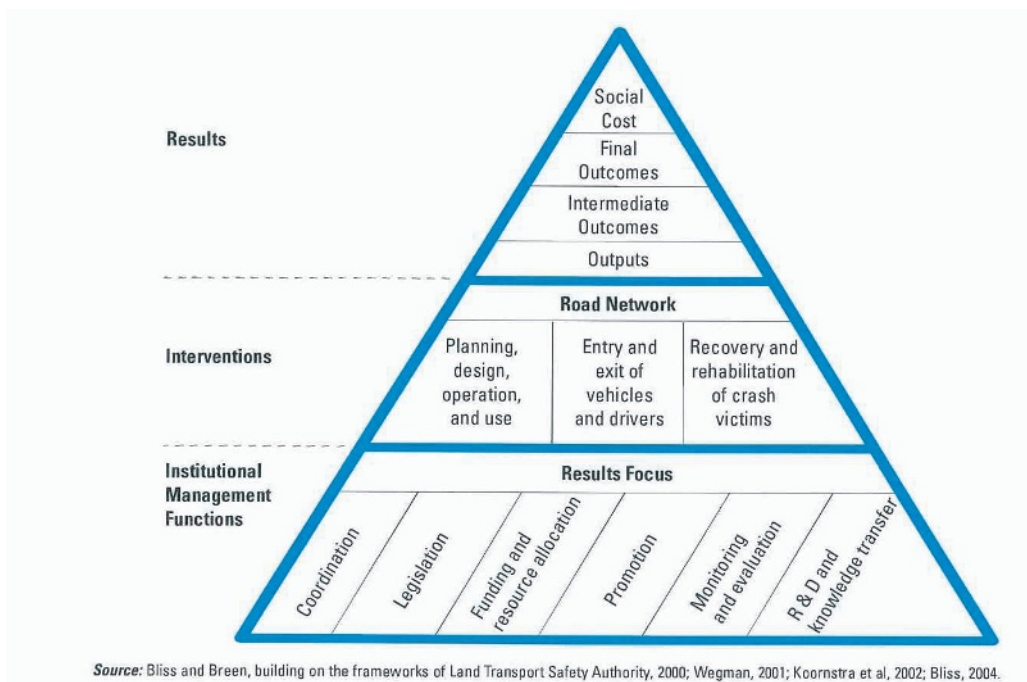 Results
Social
Cost
Final
Outcomes
Intermediate
Outcomes
Outputs
Interventions
Road Network
Planning,
design,
operation,
and use
Entry and
exit of
vehicles
and drivers
Recovery and
rehabilitation
of crash
victims
Institutional
Management
Functions
Results Focus
Coordination
Legislation
Funding and
resource allocation
Promotion
Monitoring
and evaluation
R & D and
knowledge transfer
Source: Bliss and Breen, building on the frameworks of Land Transport Safety Authority, 2000; Wegman, 2001; Koornstra et al, 2002; Bliss, 2004.